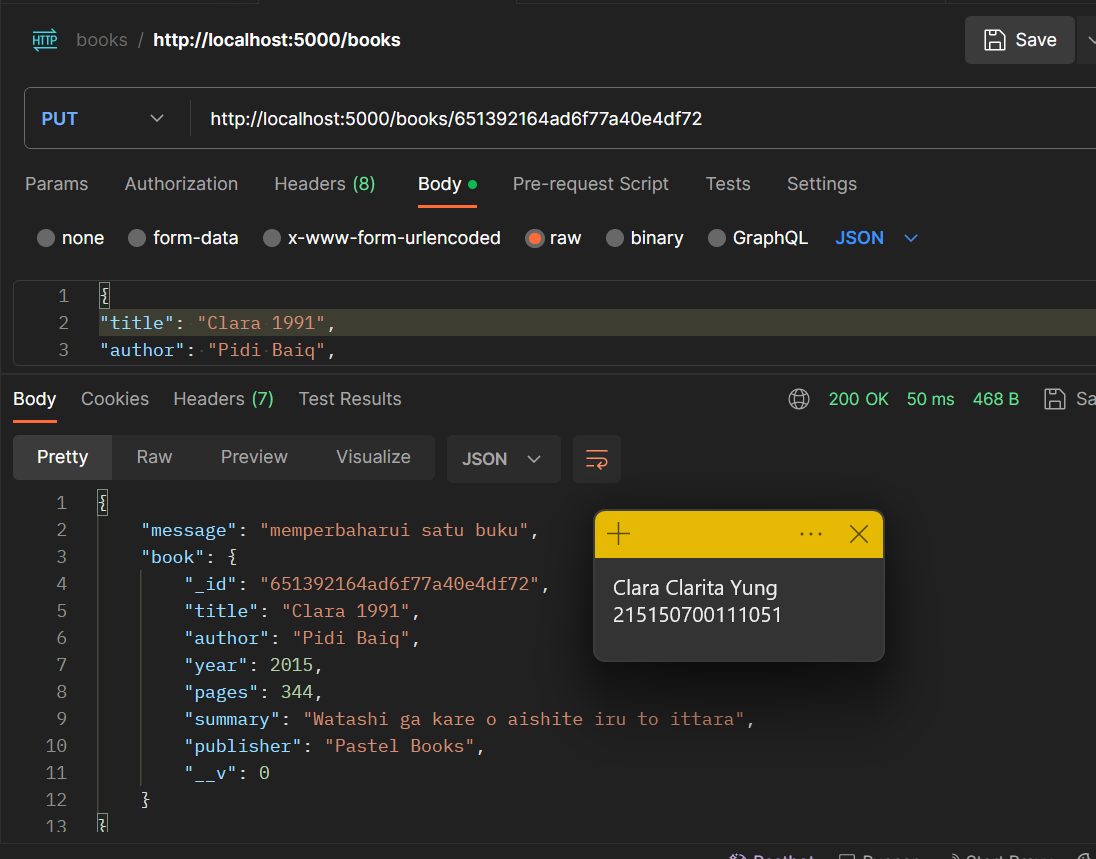 HTTP books / http://localhost:5000/books Save
PUT http://localhost:5000/books/651392164ad6f77a40e4df72
Params Authorization Headers (8) Body Pre-request Script Tests Settings
none form-data x-www-form-urlencoded raw binary GraphQL JSON
1 {
2 "title": "Clara 1991",
3 "author": "Pidi Baiq",
Body Cookies Headers (7) Test Results 200 OK 50 ms 468 B Sa
Pretty Raw Preview Visualize JSON
1 {
2 "message": "memperbaharui satu buku",
3 "book": {
4 "_id": "651392164ad6f77a40e4df72",
5 "title": "Clara 1991",
6 "author": "Pidi Baiq",
7 "year": 2015,
8 "pages": 344,
9 "summary": "Watashi ga kare o aishite iru to ittara",
10 "publisher": "Pastel Books",
11 "__v": 0
12 }
13 }
Clara Clarita Yung
215150700111051